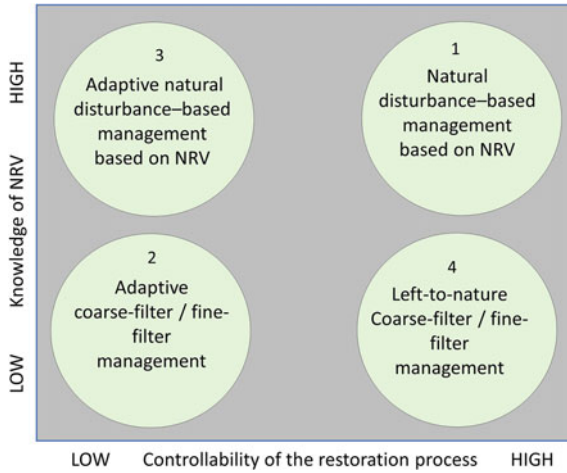 HIGH
Knowledge of NRV
LOW
3
Adaptive natural
disturbance–based
management
based on NRV
1
Natural
disturbance–based
management
based on NRV
2
Adaptive
coarse-filter / fine-
filter
management
4
Left-to-nature
Coarse-filter / fine-
filter
management
LOW Controllability of the restoration process HIGH